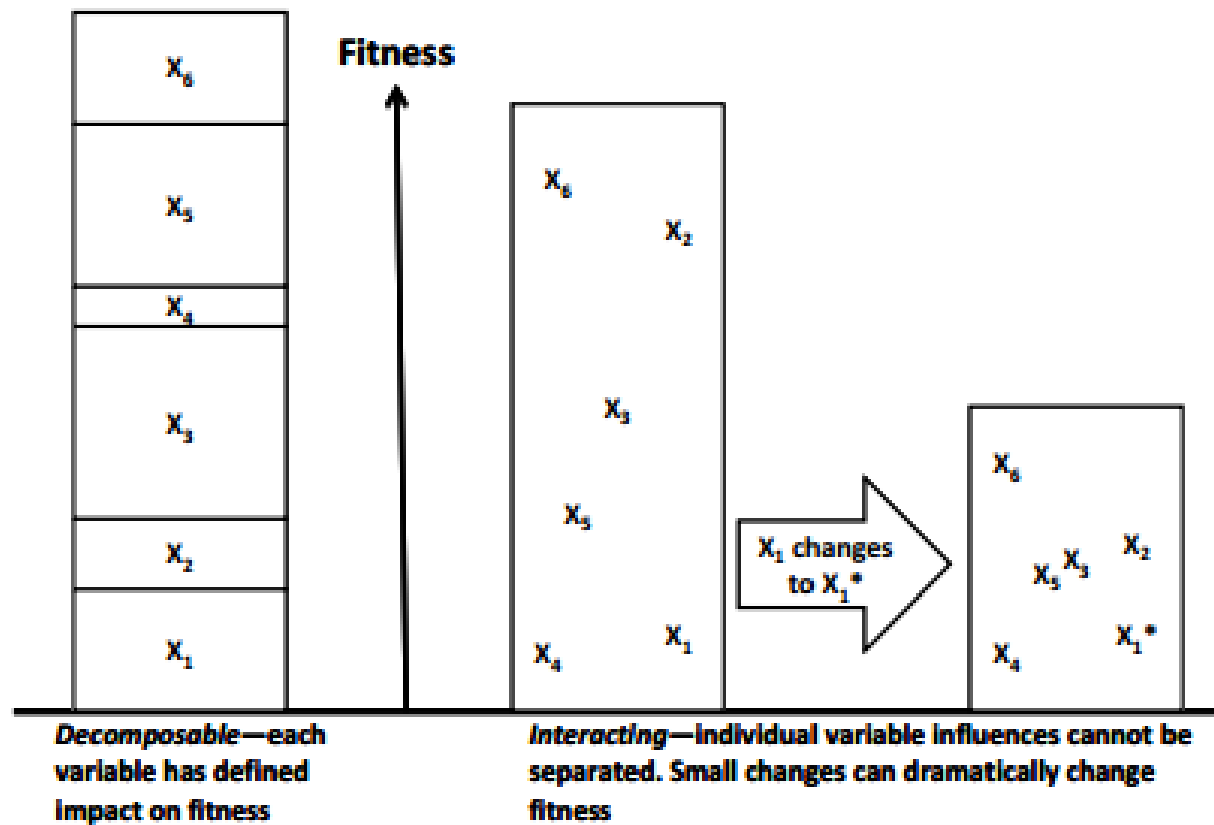 Fitness
X₆
X₅
X₄
X₃
X₂
X₁
X₆
X₂
X₃
X₅
X₄
X₁
X₁ changes
to X₁*
X₆
X₂
X₅ X₃
X₁*
X₄
Decomposable—each
variable has defined
impact on fitness
Interacting—individual variable influences cannot be
separated. Small changes can dramatically change
fitness